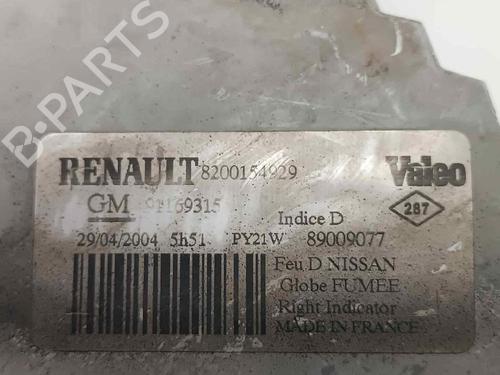 B-PARTS
RENAULT 8200154929 Valeo
GM 91169315 287
Indice D
29/04/2004 5h51 PY21W 89009077
Feu D NISSAN
Globe FUMEE
Right Indicator
MADE IN FRANCE